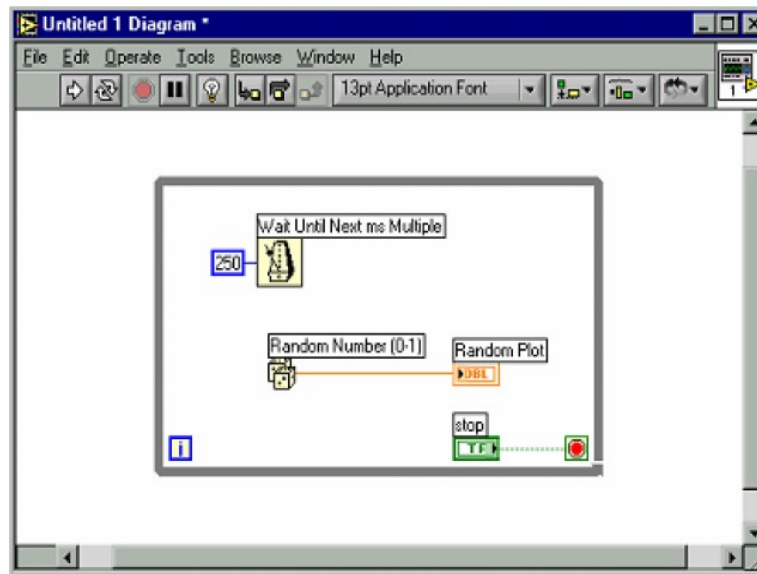 Untitled 1 Diagram *
File Edit Operate Tools Browse Window Help
13pt Application Font
1
Wait Until Next ms Multiple
250
Random Number (0-1)
Random Plot
DBL
stop
TF
i